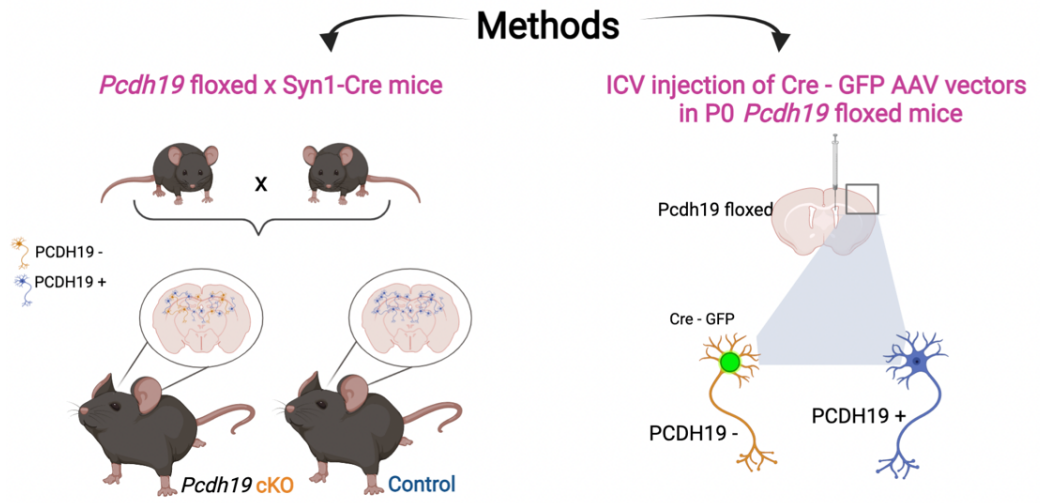 Methods
Pcdh19 floxed x Syn1-Cre mice
x
PCDH19 -
PCDH19 +
Pcdh19 cKO
Control
ICV injection of Cre - GFP AAV vectors
in P0 Pcdh19 floxed mice
Pcdh19 floxed
Cre - GFP
PCDH19 -
PCDH19 +